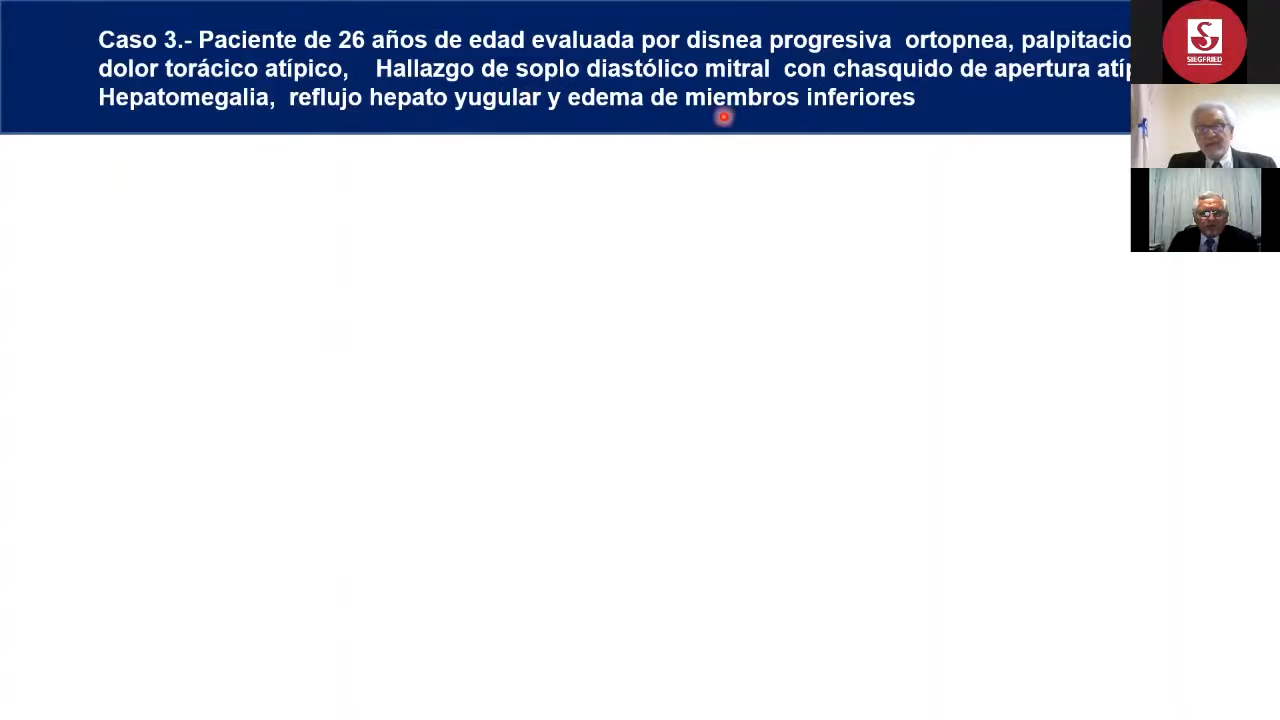 Caso 3.- Paciente de 26 años de edad evaluada por disnea progresiva ortopnea, palpitacio
dolor torácico atípico, Hallazgo de soplo diastólico mitral con chasquido de apertura atíp
Hepatomegalia, reflujo hepato yugular y edema de miembros inferiores
SIEGFRIED